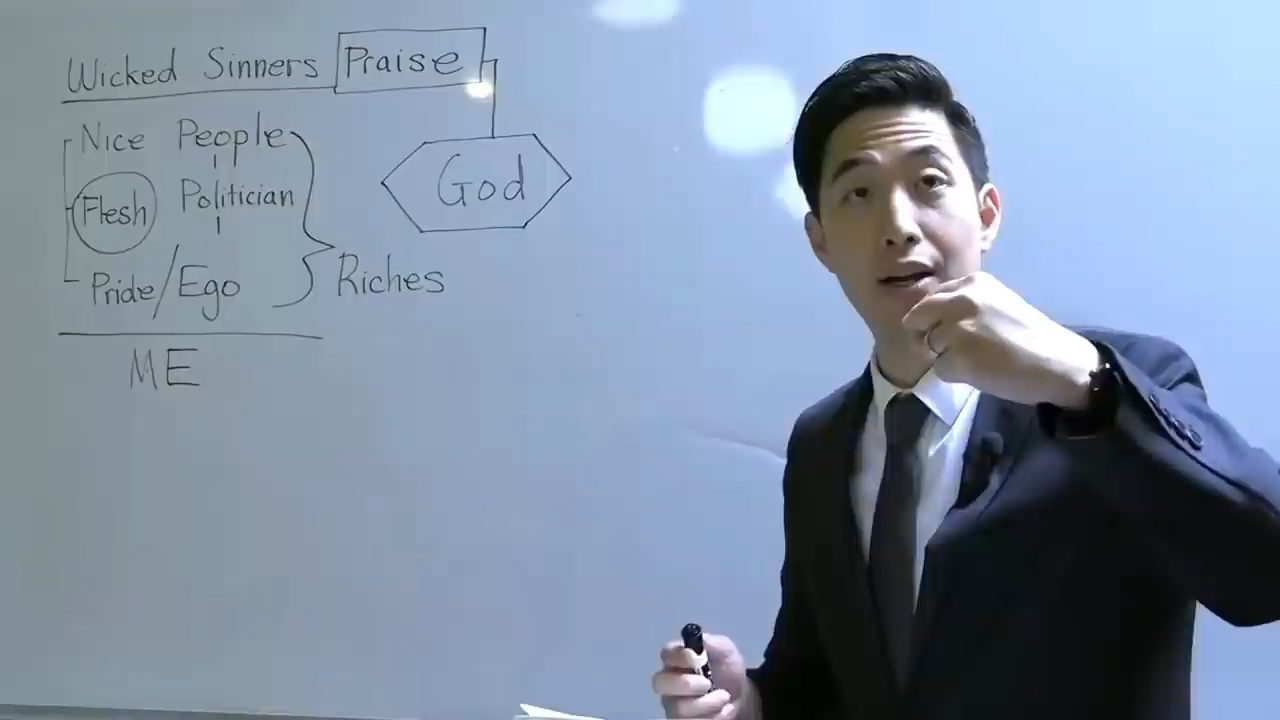 Wicked Sinners Praise
Nice People
God
Flesh Politician
Pride/Ego
Riches
ME